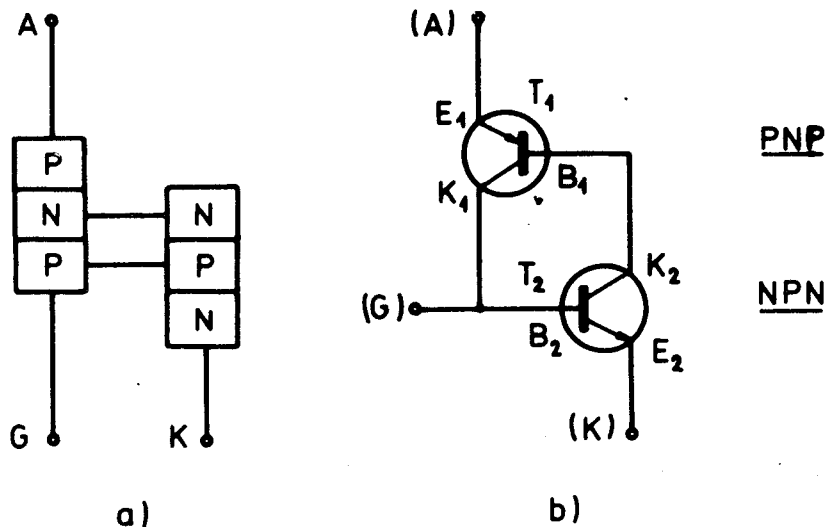 A
P
N
P
N
P
N
G
K
a)
(A)
E₁
T₁
K₁
B₁
(G)
T₂
B₂
K₂
E₂
(K)
b)
PNP
NPN